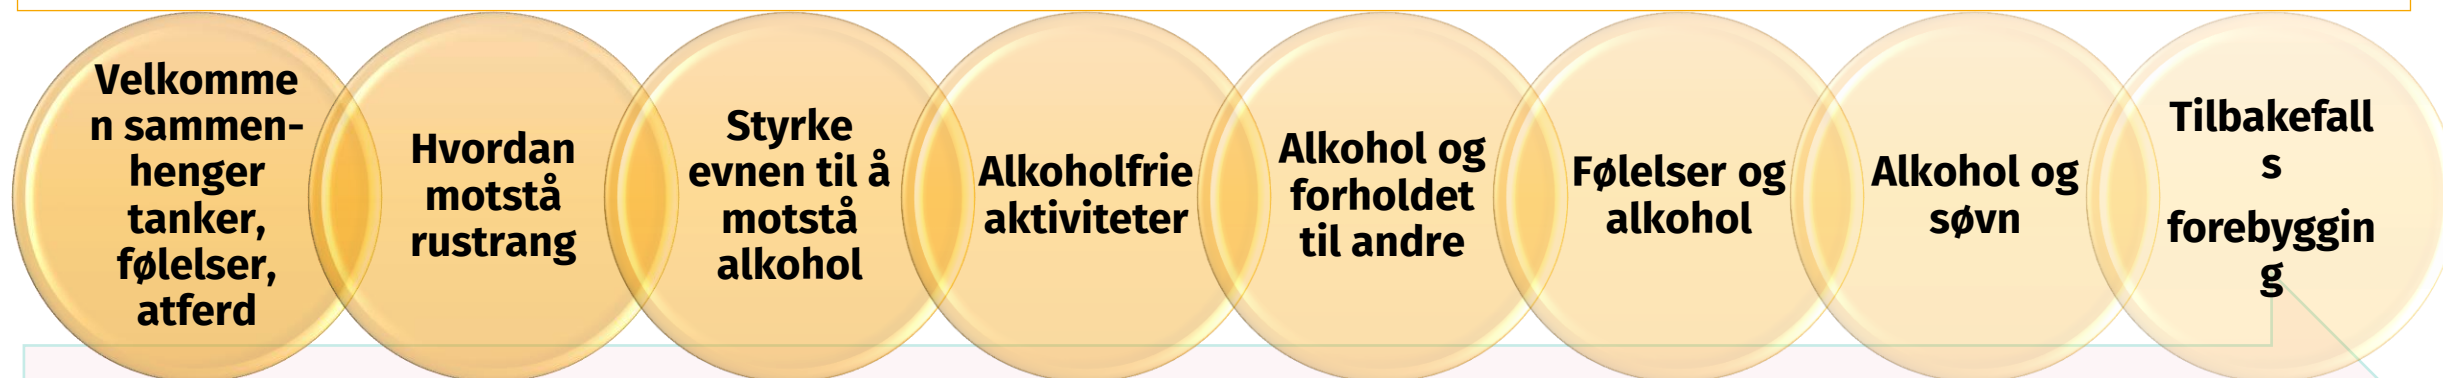 Velkomme
n sammen-
henger
tanker,
følelser,
atferd
Hvordan
motstå
rustrang
Styrke
evnen til å
motstå
alkohol
Alkoholfrie
aktiviteter
Alkohol og
forholdet
til andre
Følelser og
alkohol
Alkohol og
søvn
Tilbakefall
s
forebyggin
g